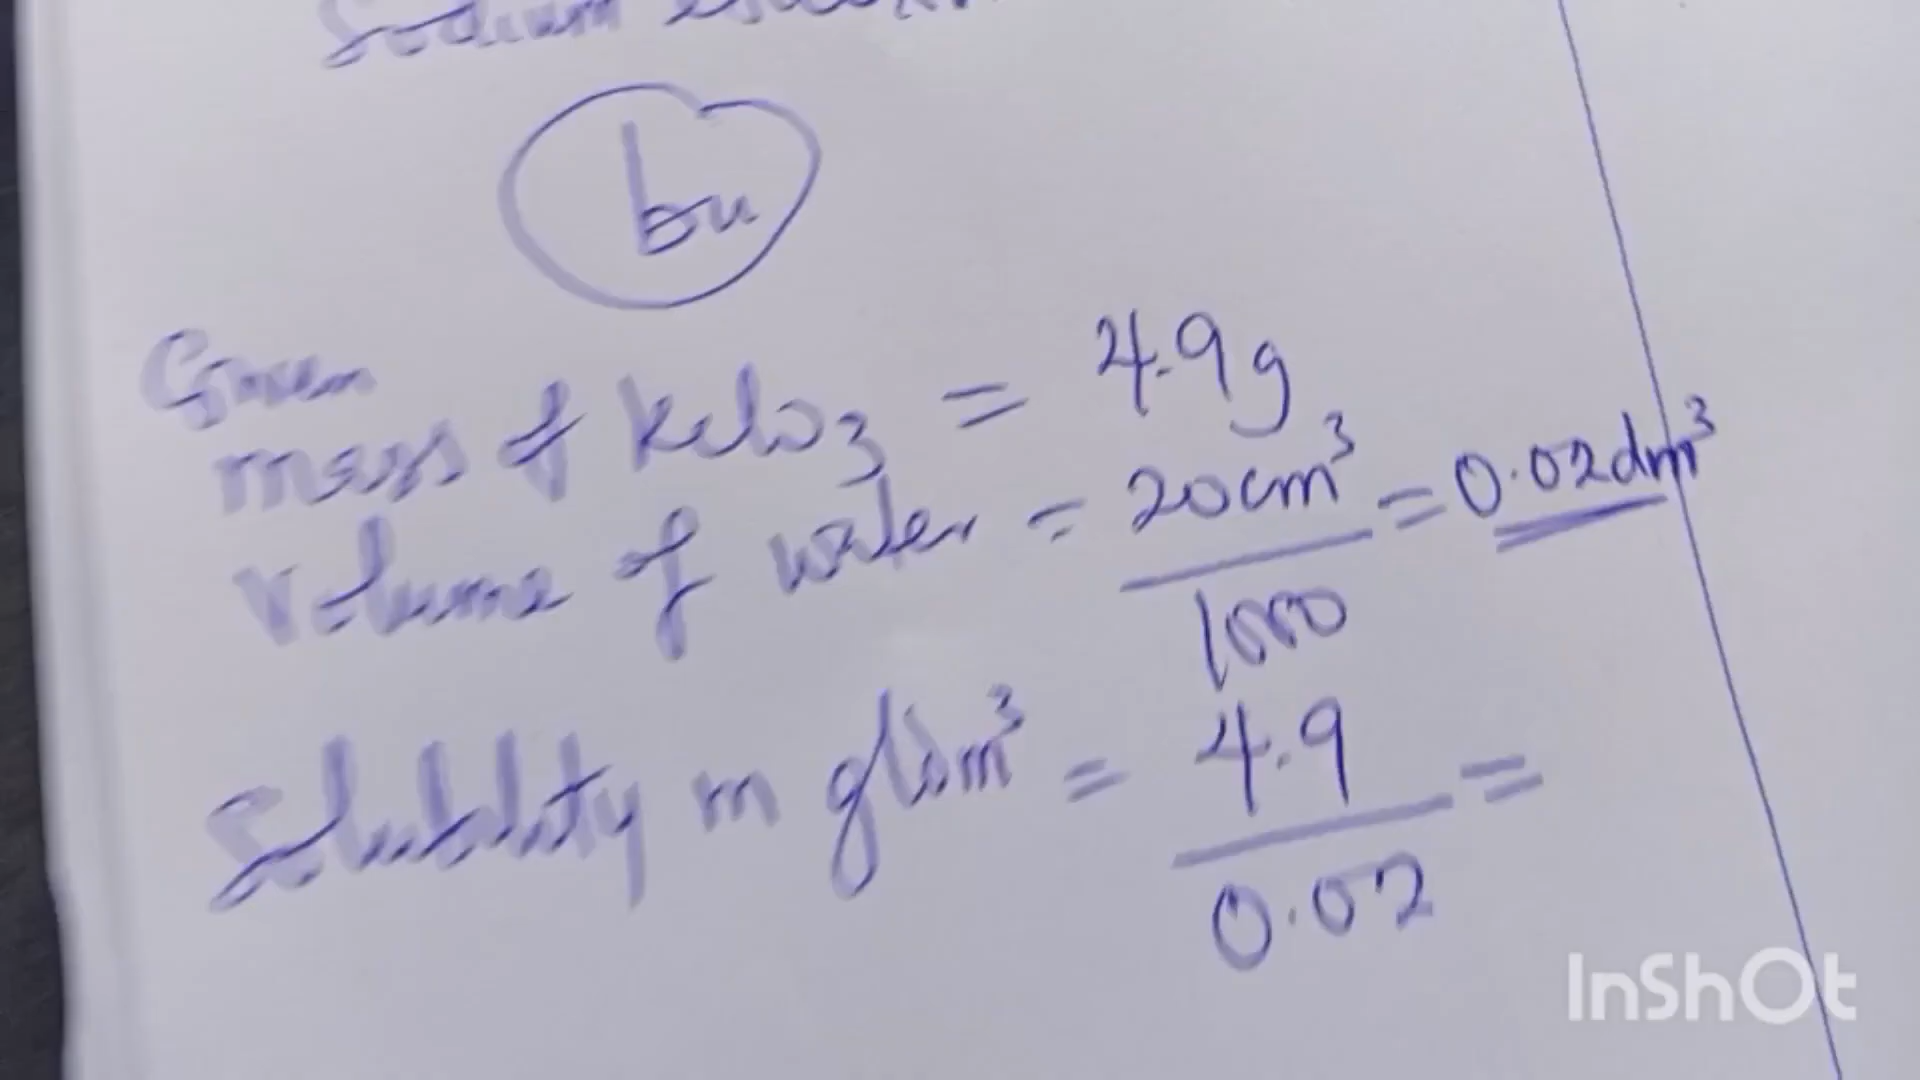 Sodium
bii
Given
mass of KClO3 = 4.9g
Volume of water = 20cm³/1000 = 0.02dm³
Solubility in g/dm³ = 4.9/0.02 =
InShOt